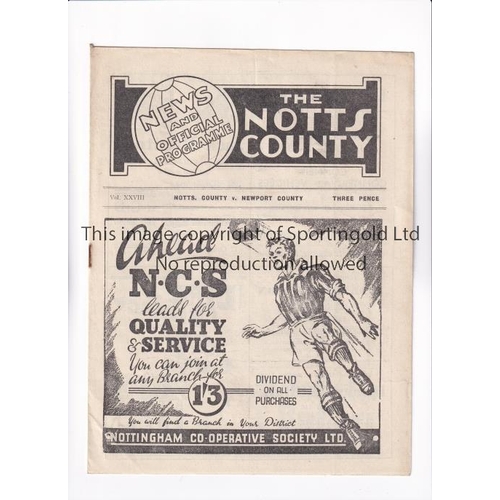 NEWS
AND
OFFICIAL
PROGRAMME
THE
NOTTS
COUNTY
Vol. XXVIII
NOTTS. COUNTY v. NEWPORT COUNTY
THREE PENCE
This image copyright of Sportingold Ltd
No reproduction allowed
Ahead
N·C·S
leads for
QUALITY
& SERVICE
You can join at
any Branch for
1'3
DIVIDEND
ON ALL
PURCHASES
You will find a Branch in Your District
NOTTINGHAM CO-OPERATIVE SOCIETY LTD.